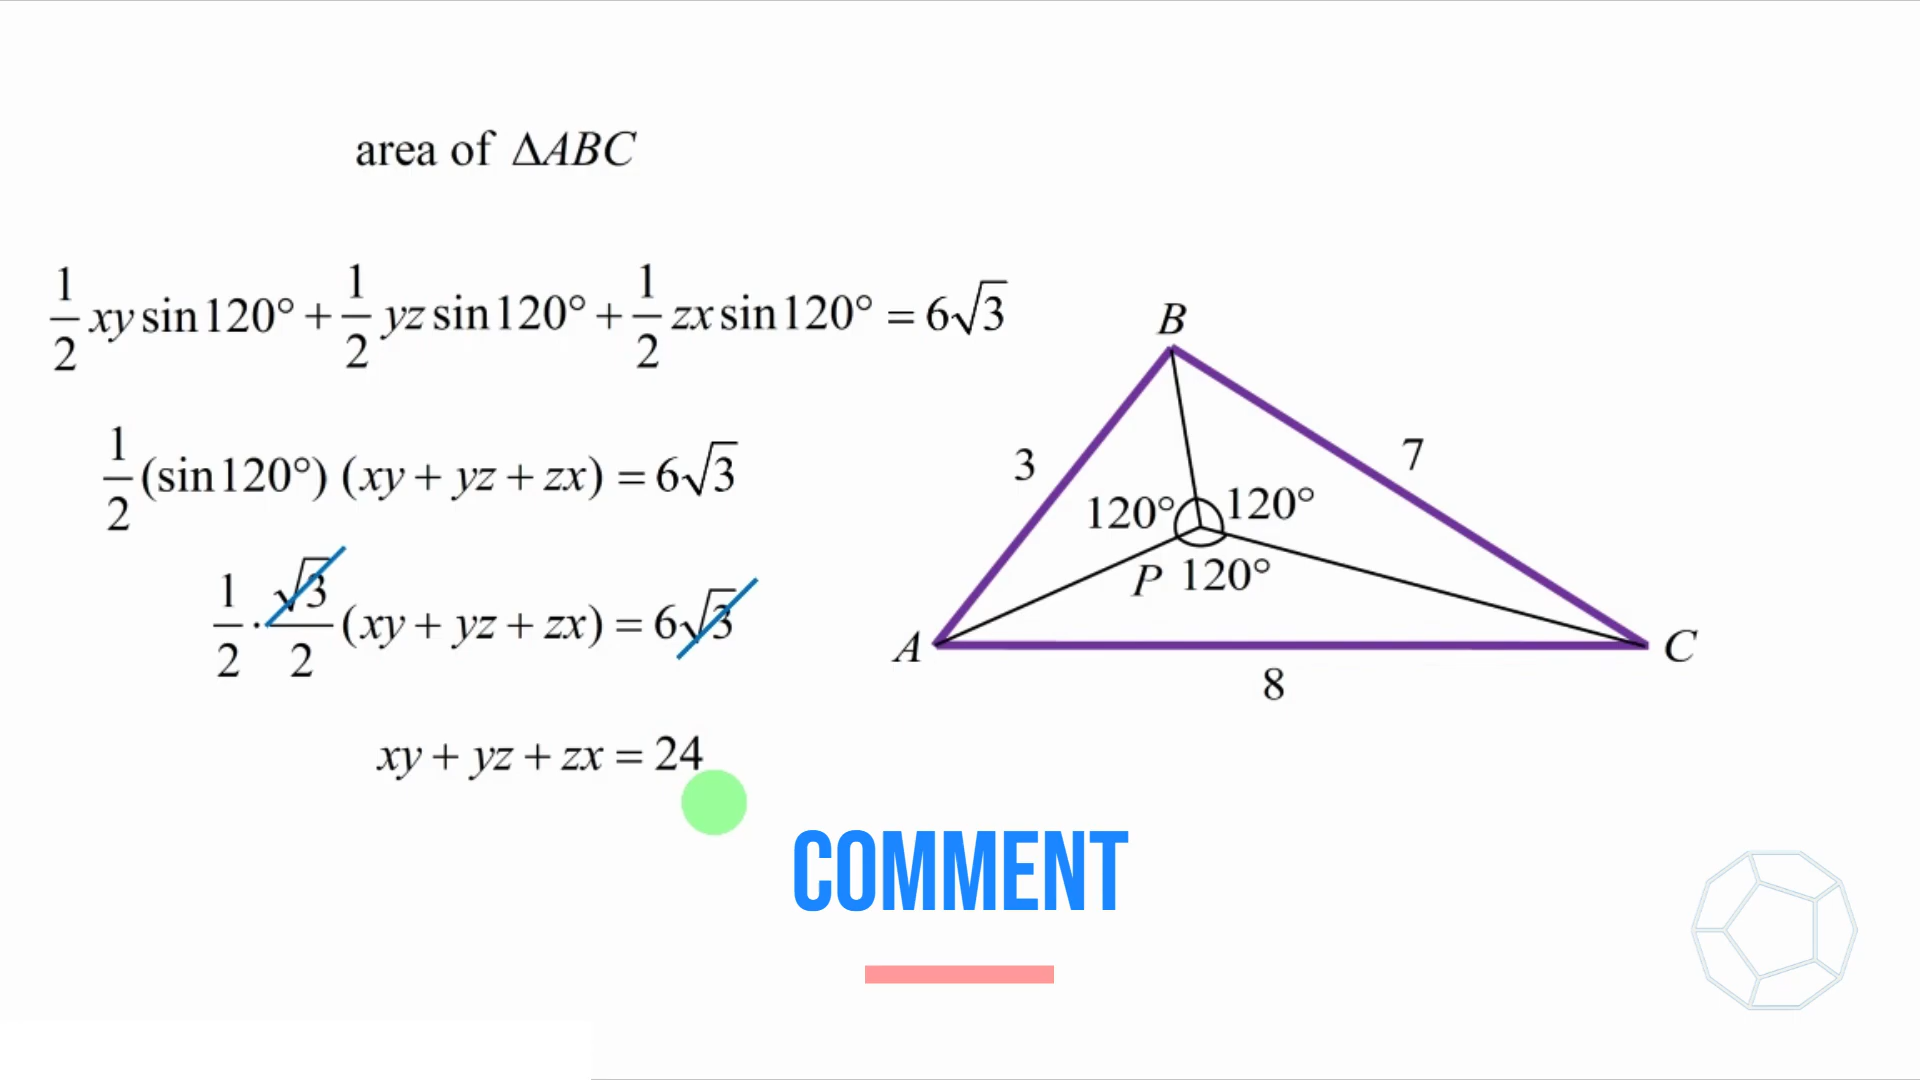 area of ΔABC
1/2 xy sin 120° + 1/2 yz sin 120° + 1/2 zx sin 120° = 6√3
1/2 (sin 120°) (xy + yz + zx) = 6√3
1/2 · √3/2 (xy + yz + zx) = 6√3
xy + yz + zx = 24
B
3
7
120°
120°
P
120°
A
C
8
COMMENT